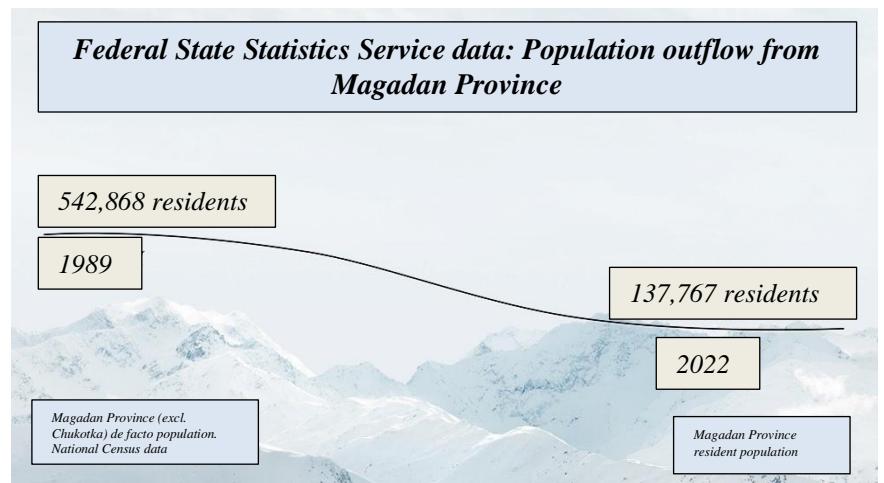 Federal State Statistics Service data: Population outflow from
Magadan Province
542,868 residents
1989
137,767 residents
2022
Magadan Province (excl.
Chukotka) de facto population.
National Census data
Magadan Province
resident population